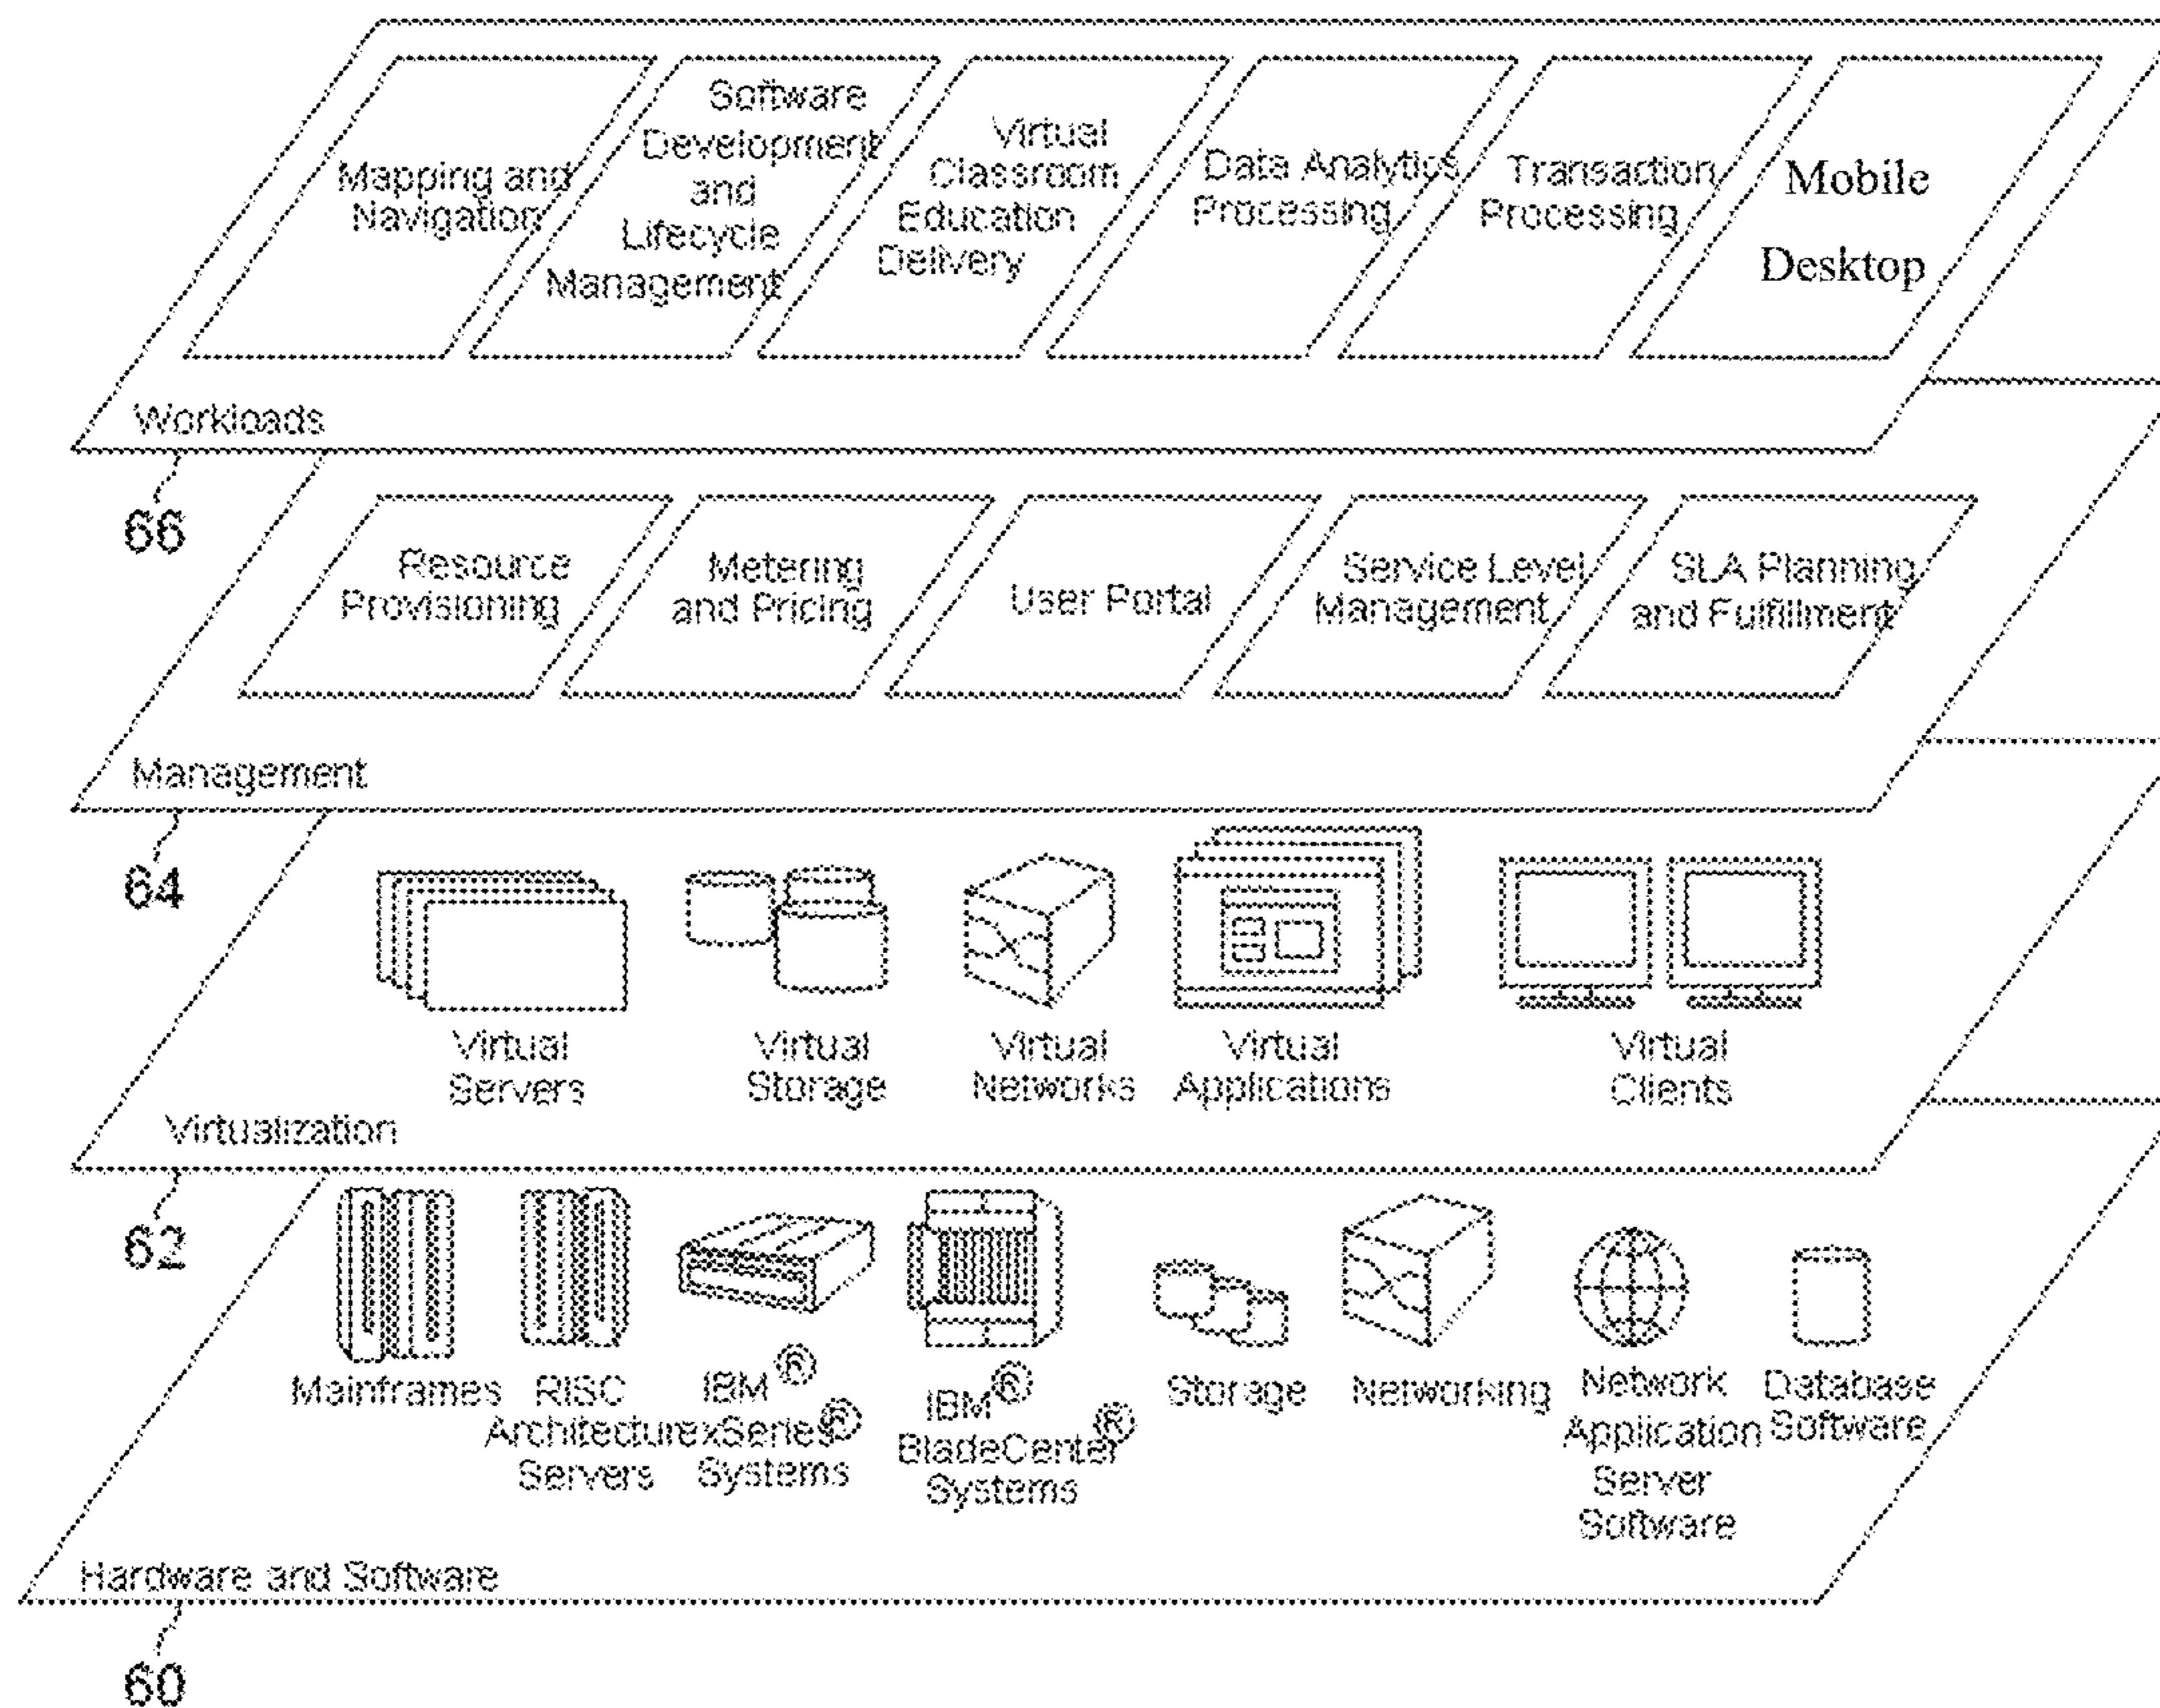 Mapping and
Navigation
Software
Development
and
Lifecycle
Management
Virtual
Classroom
Education
Delivery
Data Analytics
Processing
Transaction
Processing
Mobile
Desktop
Workloads
66
Resource
Provisioning
Metering
and Pricing
User Portal
Service Level
Management
SLA Planning
and Fulfillment
Management
64
Virtual
Servers
Virtual
Storage
Virtual
Networks
Virtual
Applications
Virtual
Clients
Virtualization
62
Mainframes
RISC
Architecture
Servers
IBM®
xSeries®
Systems
IBM®
BladeCenter®
Systems
Storage
Networking
Network
Application
Server
Software
Database
Software
Hardware and Software
60